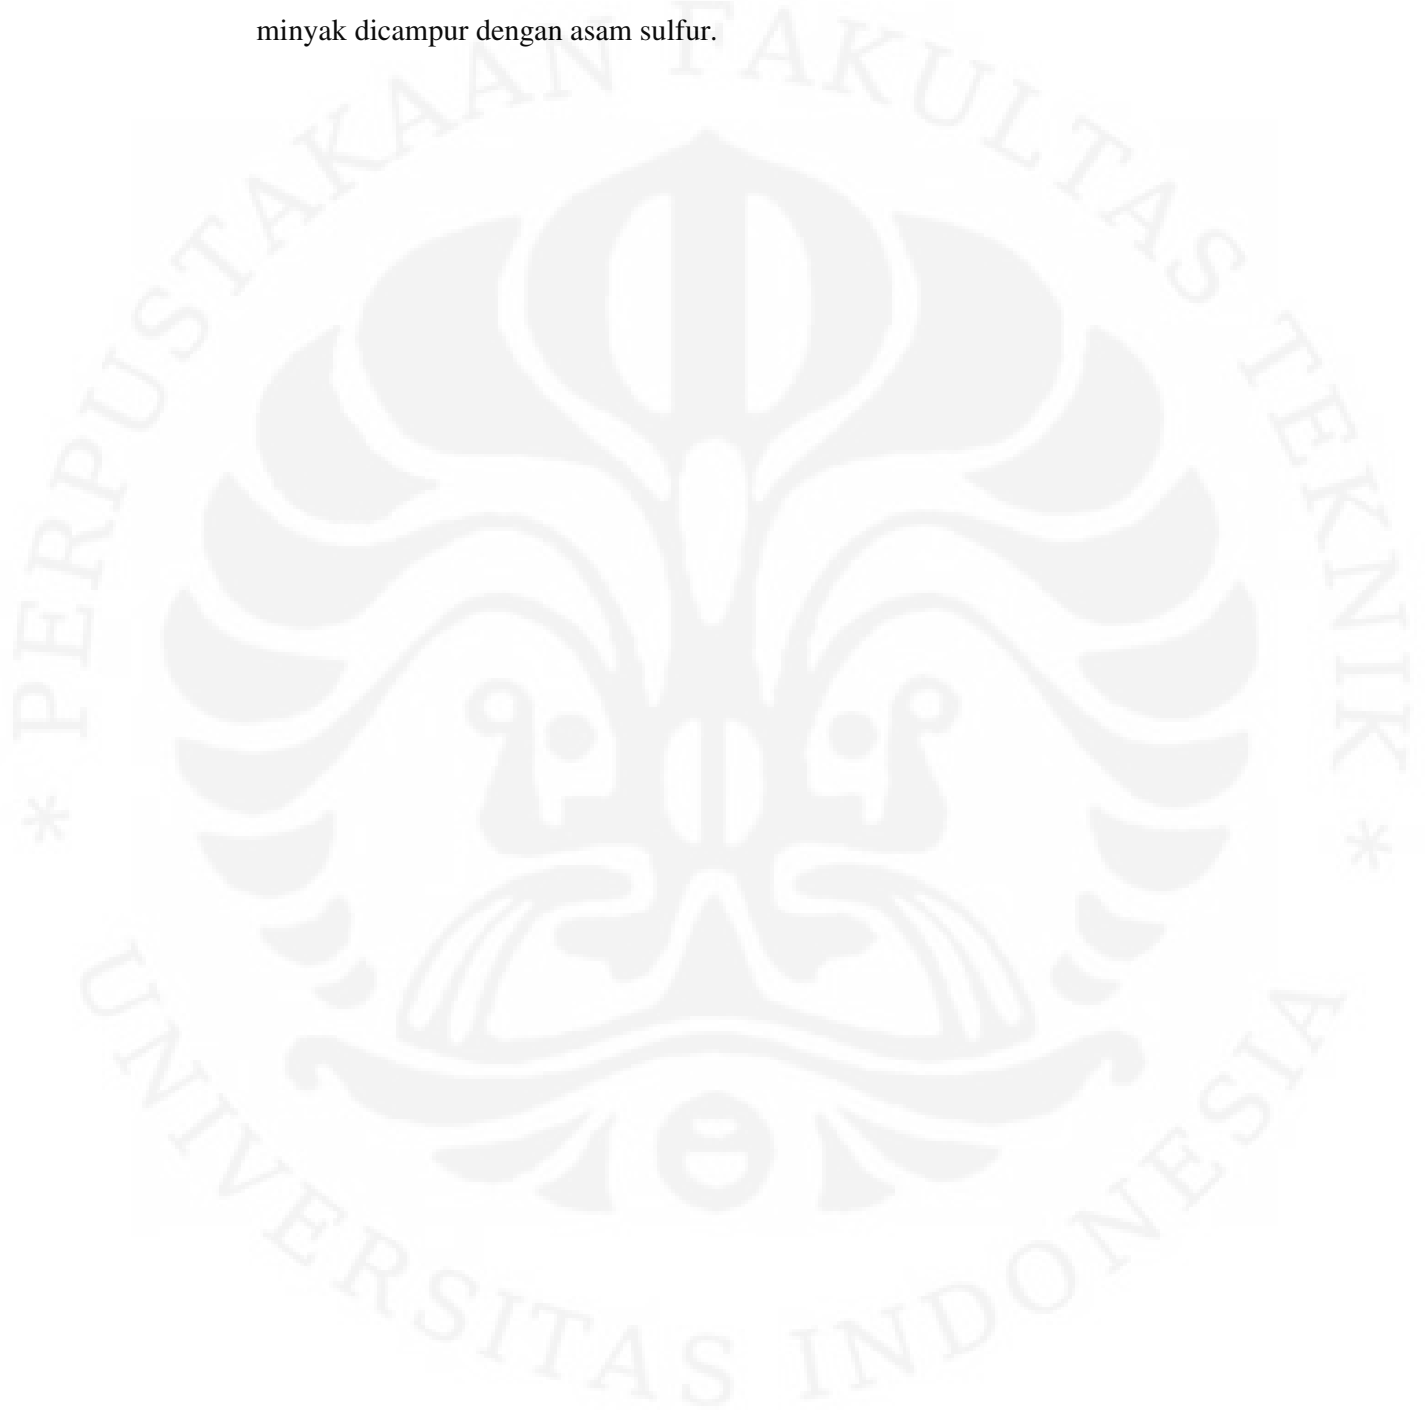 minyak dicampur dengan asam sulfur.
* PERPUSTAKAAN FAKULTAS TEKNIK *
UNIVERSITAS INDONESIA